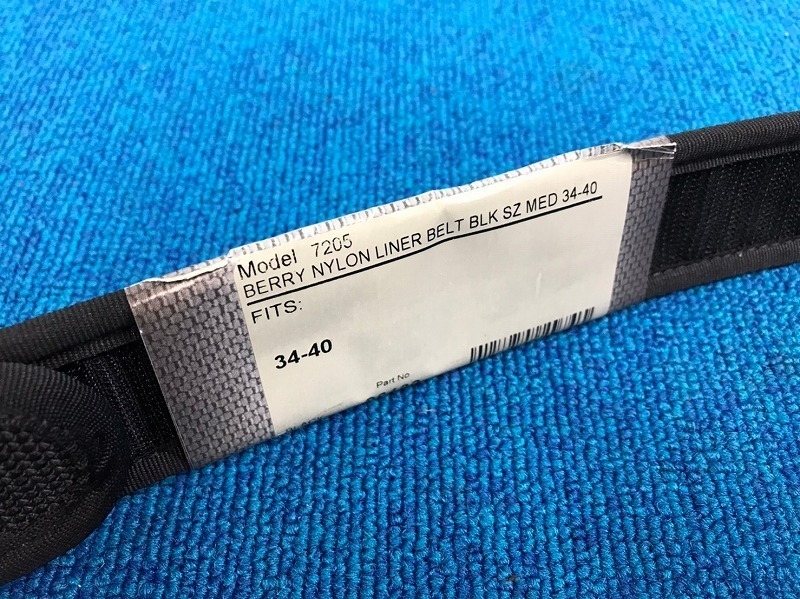 Model 7205
BERRY NYLON LINER BELT BLK SZ MED 34-40
FITS:
34-40
Part No